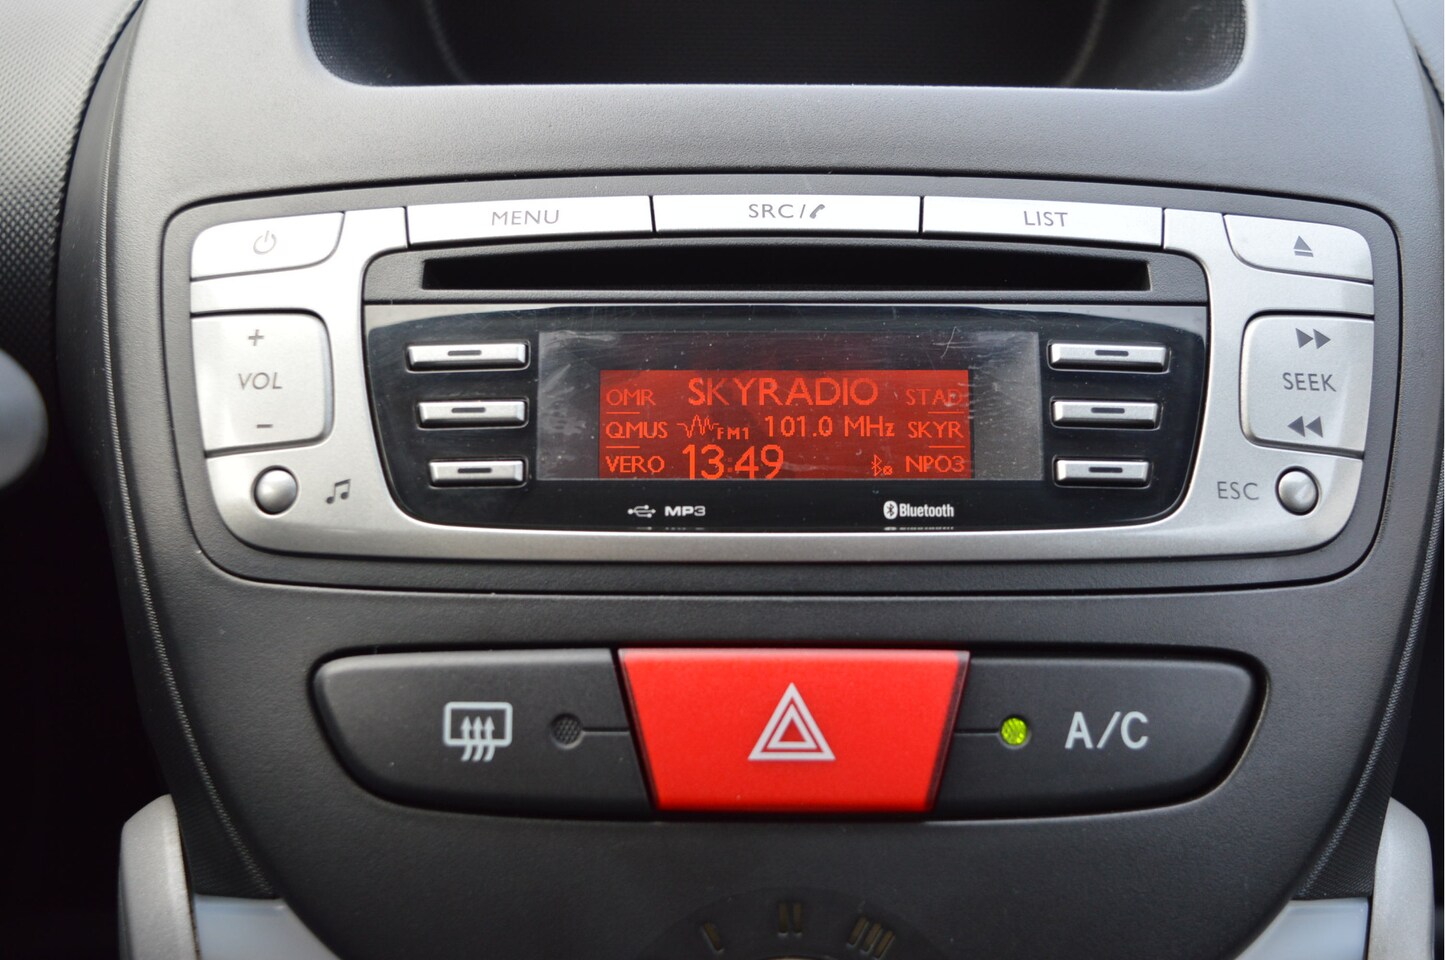 MENU SRC/ LIST
VOL
SEEK
ESC
OMR SKYRADIO STAD
Q.MUS FM1 101.0 MHz SKYR
VERO 13:49 NPO3
MP3 Bluetooth
A/C